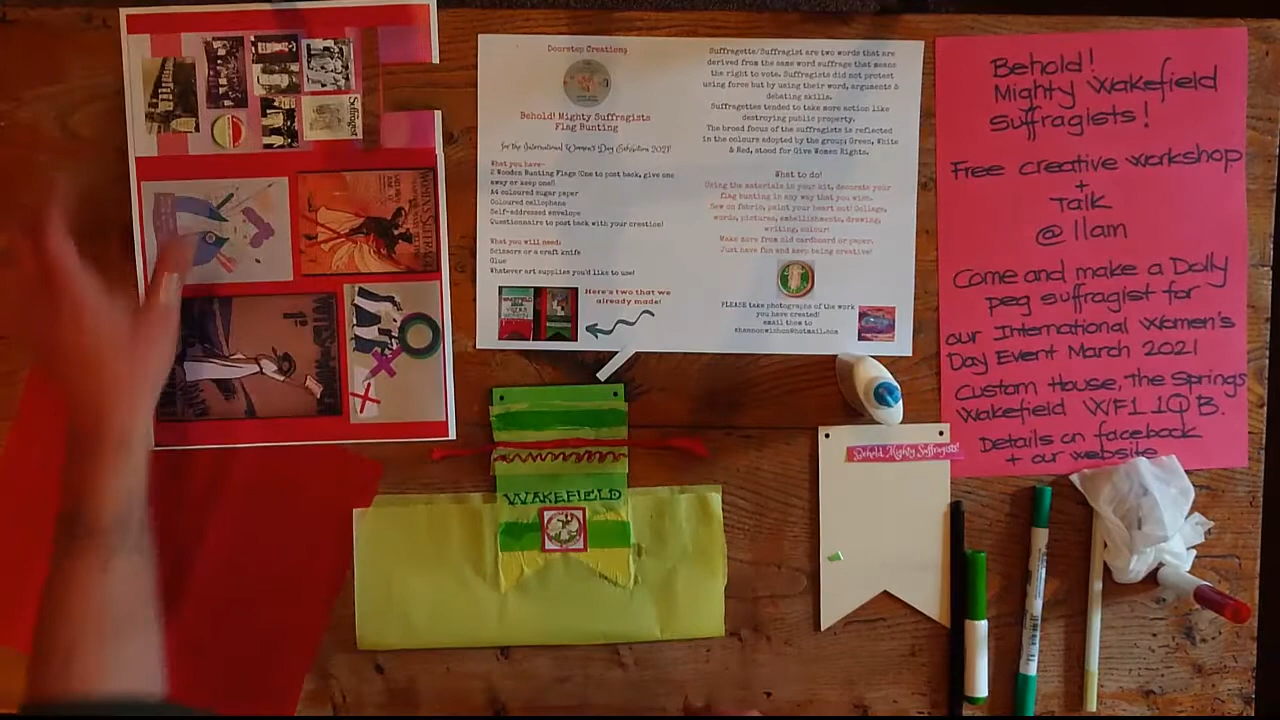 Doorstep Creations
Behold! Mighty Suffragists
Flag Bunting
for the International Women's Day Exhibition 2021
What you have-
2 Wooden Bunting Flags (One to post back, give one
away or keep one!)
A4 coloured sugar paper
Coloured cellophane
Self-addressed envelope
Questionnaire to post back with your creation!
What you will need:
Scissors or a craft knife
Glue
Whatever art supplies you'd like to use!
Here's two that we
already made!
Suffragette/Suffragist are two words that are
derived from the same word suffrage that means
the right to vote. Suffragists did not protest
using force but by using their word, arguments &
debating skills.
Suffragettes tended to take more action like
destroying public property.
The broad focus of the suffragists is reflected
in the colours adopted by the group; Green, White
& Red, stood for Give Women Rights.
What to do!
Using the materials in your kit, decorate your
flag bunting in any way that you wish.
Sew on fabric, paint your heart out! Collage,
words, pictures, embellishments, drawing,
writing, colour!
Make more from old cardboard or paper.
Just have fun and keep being creative!
PLEASE take photographs of the work
you have created!
email them to
Behold!
Mighty Wakefield
Suffragists!
Free creative workshop
+
Talk
@ 11am
Come and make a Dolly
peg suffragist for
our International Women's
Day Event March 2021
Custom House, The Springs
Wakefield WF1 1QB.
Details on facebook
+ our website
WAKEFIELD
Behold Mighty Suffragists!